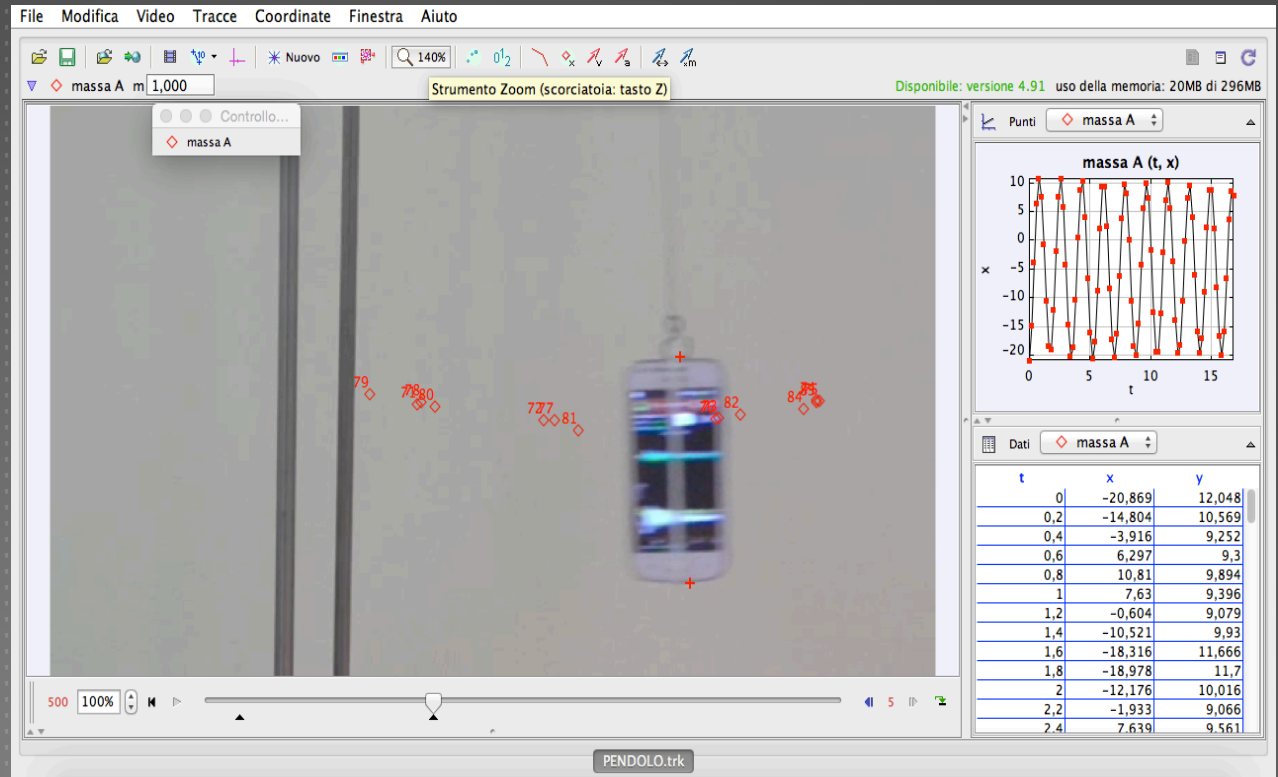 File Modifica Video Tracce Coordinate Finestra Aiuto
Nuovo 140%
massa A m 1,000
Strumento Zoom (scorciatoia: tasto Z)
Disponibile: versione 4.91 uso della memoria: 20MB di 296MB
Controllo...
massa A
79
78
80
72
77
81
82
84
500 100%
5
Punti massa A
massa A (t, x)
10
5
0
-5
-10
-15
-20
x
0 5 10 15
t
Dati massa A
t x y
0 -20,869 12,048
0,2 -14,804 10,569
0,4 -3,916 9,252
0,6 6,297 9,3
0,8 10,81 9,894
1 7,63 9,396
1,2 -0,604 9,079
1,4 -10,521 9,93
1,6 -18,316 11,666
1,8 -18,978 11,7
2 -12,176 10,016
2,2 -1,933 9,066
2,4 7,639 9,561
PENDOLO.trk